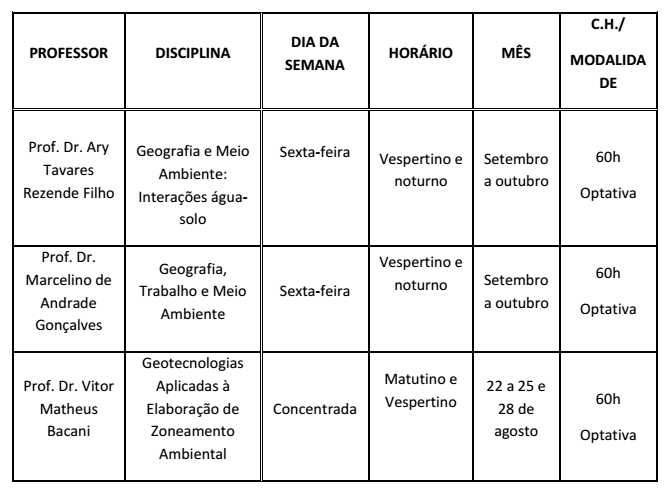 PROFESSOR
DISCIPLINA
DIA DA
SEMANA
HORÁRIO
MÊS
C.H./
MODALIDA
DE
Prof. Dr. Ary
Tavares
Rezende Filho
Geografia e Meio
Ambiente:
Interações água-
solo
Sexta-feira
Vespertino e
noturno
Setembro
a outubro
60h
Optativa
Prof. Dr.
Marcelino de
Andrade
Gonçalves
Geografia,
Trabalho e Meio
Ambiente
Sexta-feira
Vespertino e
noturno
Setembro
a outubro
60h
Optativa
Prof. Dr. Vitor
Matheus
Bacani
Geotecnologias
Aplicadas à
Elaboração de
Zoneamento
Ambiental
Concentrada
Matutino e
Vespertino
22 a 25 e
28 de
agosto
60h
Optativa